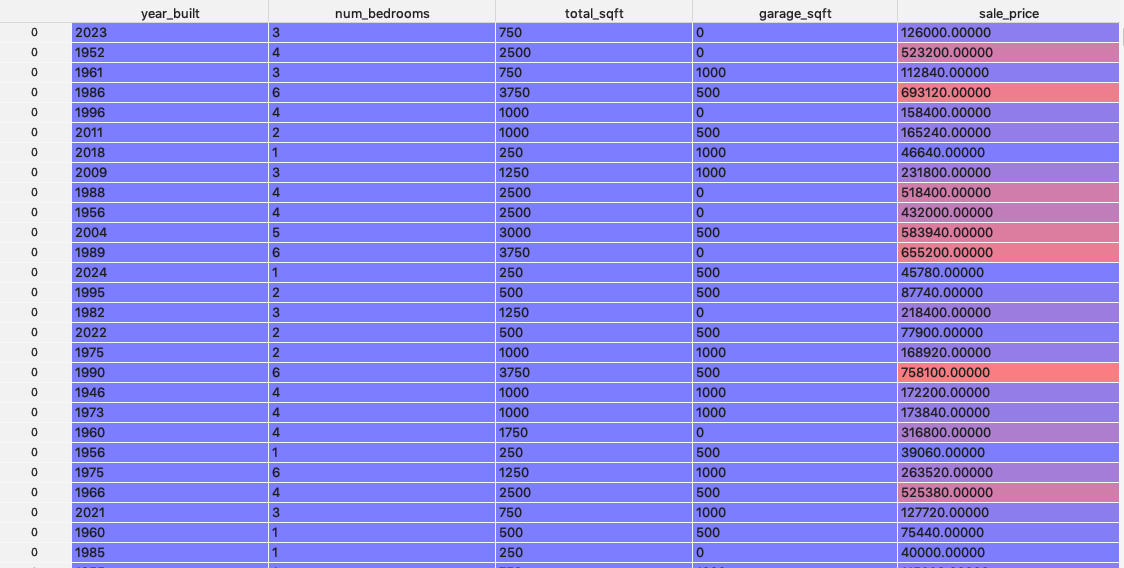 year_built num_bedrooms total_sqft garage_sqft sale_price
0 2023 3 750 0 126000.00000
0 1952 4 2500 0 523200.00000
0 1961 3 750 1000 112840.00000
0 1986 6 3750 500 693120.00000
0 1996 4 1000 0 158400.00000
0 2011 2 1000 500 165240.00000
0 2018 1 250 1000 46640.00000
0 2009 3 1250 1000 231800.00000
0 1988 4 2500 0 518400.00000
0 1956 4 2500 0 432000.00000
0 2004 5 3000 500 583940.00000
0 1989 6 3750 0 655200.00000
0 2024 1 250 500 45780.00000
0 1995 2 500 500 87740.00000
0 1982 3 1250 0 218400.00000
0 2022 2 500 500 77900.00000
0 1975 2 1000 1000 168920.00000
0 1990 6 3750 500 758100.00000
0 1946 4 1000 1000 172200.00000
0 1973 4 1000 1000 173840.00000
0 1960 4 1750 0 316800.00000
0 1956 1 250 500 39060.00000
0 1975 6 1250 1000 263520.00000
0 1966 4 2500 500 525380.00000
0 2021 3 750 1000 127720.00000
0 1960 1 500 500 75440.00000
0 1985 1 250 0 40000.00000